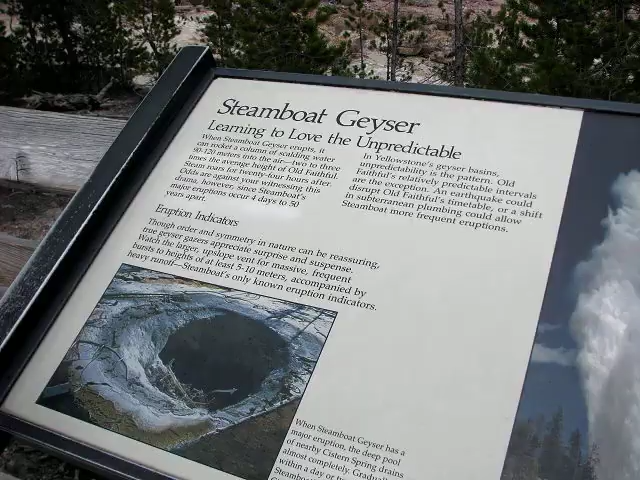 Steamboat Geyser
Learning to Love the Unpredictable
When Steamboat Geyser erupts, it
can rocket a column of scalding water
90-120 meters into the air—two to three
times the average height of Old Faithful.
Steam roars for twenty-four hours after.
Odds are against your witnessing this
drama, however, since Steamboat's
major eruptions occur 4 days to 50
years apart.
In Yellowstone's geyser basins,
unpredictability is the pattern. Old
Faithful's relatively predictable intervals
are the exception. An earthquake could
disrupt Old Faithful's timetable, or a shift
in subterranean plumbing could allow
Steamboat more frequent eruptions.
Eruption Indicators
Though order and symmetry in nature can be reassuring,
true geyser gazers appreciate surprise and suspense.
Watch the larger, upslope vent for massive, frequent
bursts to heights of at least 5-10 meters, accompanied by
heavy runoff—Steamboat's only known eruption indicators.
When Steamboat Geyser has a
major eruption, the deep pool
of nearby Cistern Spring drains
almost completely. Gradually
within a day or